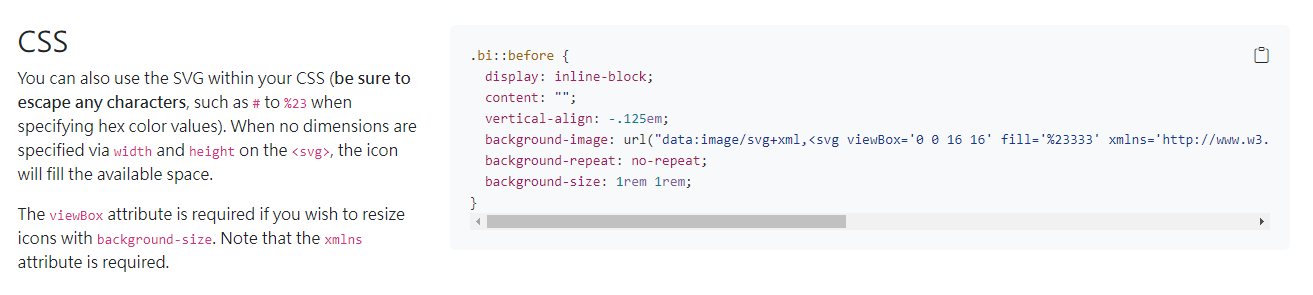 CSS
You can also use the SVG within your CSS (be sure to
escape any characters, such as # to %23 when
specifying hex color values). When no dimensions are
specified via width and height on the <svg>, the icon
will fill the available space.
The viewBox attribute is required if you wish to resize
icons with background-size. Note that the xmlns
attribute is required.
.bi::before {
  display: inline-block;
  content: "";
  vertical-align: -.125em;
  background-image: url("data:image/svg+xml,<svg viewBox='0 0 16 16' fill='%23333' xmlns='http://www.w3.
  background-repeat: no-repeat;
  background-size: 1rem 1rem;
}